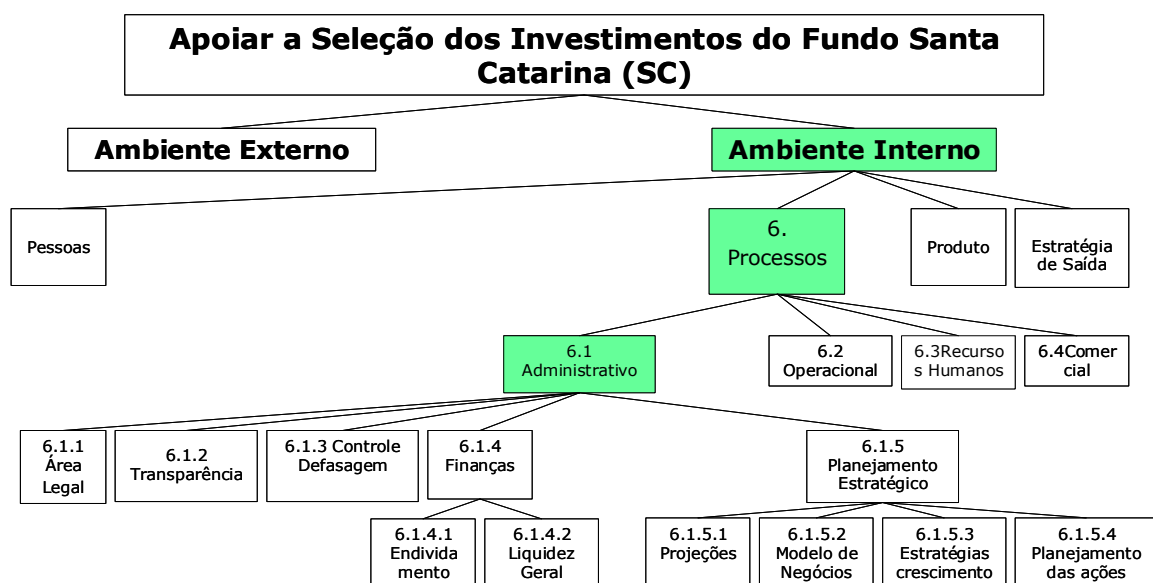 Apoiar a Seleção dos Investimentos do Fundo Santa
Catarina (SC)
Ambiente Externo
Ambiente Interno
Pessoas
6.
Processos
Produto
Estratégia
de Saída
6.1
Administrativo
6.2
Operacional
6.3Recurso
s Humanos
6.4Comer
cial
6.1.1
Área
Legal
6.1.2
Transparência
6.1.3 Controle
Defasagem
6.1.4
Finanças
6.1.5
Planejamento
Estratégico
6.1.4.1
Endivida
mento
6.1.4.2
Liquidez
Geral
6.1.5.1
Projeções
6.1.5.2
Modelo de
Negócios
6.1.5.3
Estratégias
crescimento
6.1.5.4
Planejamento
das ações